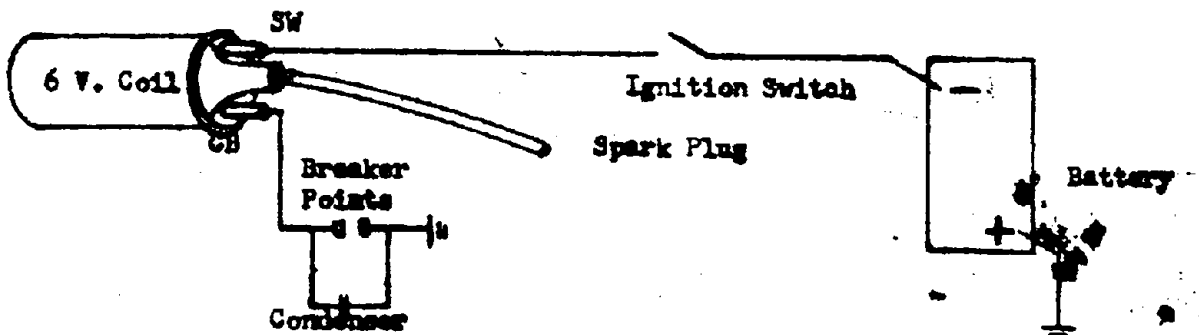 SW
6 V. Coil
Ignition Switch
−
CB
Spark Plug
Breaker
Points
Battery
+
Condenser